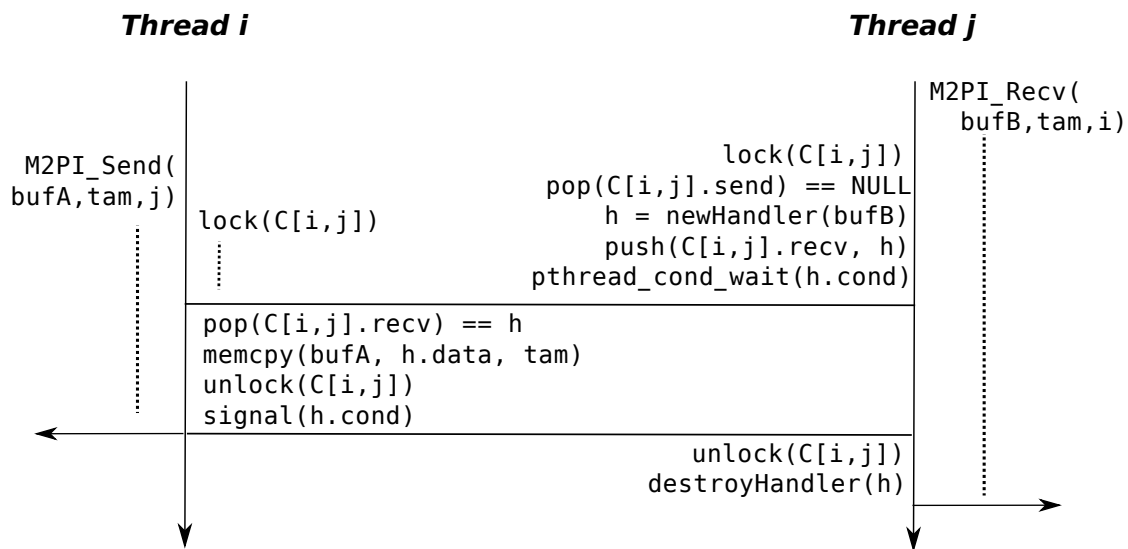 Thread i
Thread j
M2PI_Send(
bufA,tam,j)
lock(C[i,j])
M2PI_Recv(
bufB,tam,i)
lock(C[i,j])
pop(C[i,j].send) == NULL
h = newHandler(bufB)
push(C[i,j].recv, h)
pthread_cond_wait(h.cond)
pop(C[i,j].recv) == h
memcpy(bufA, h.data, tam)
unlock(C[i,j])
signal(h.cond)
unlock(C[i,j])
destroyHandler(h)